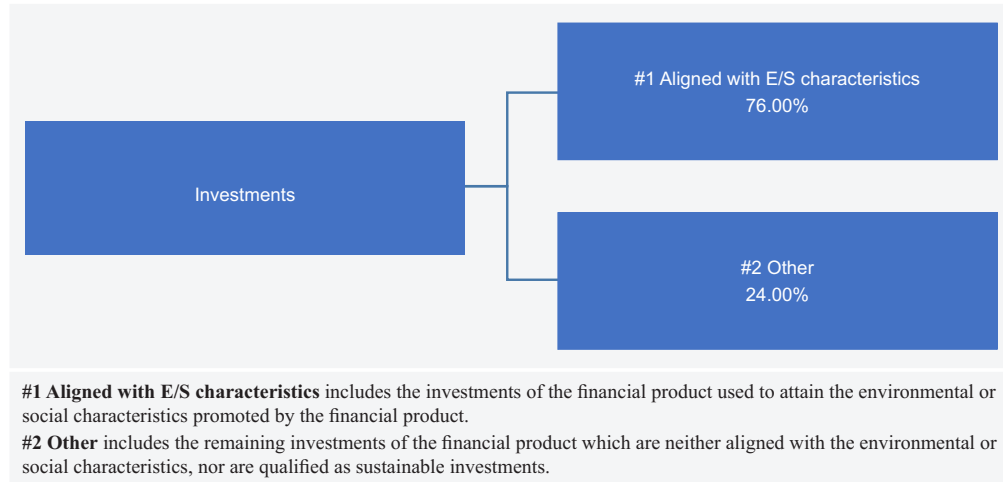 #1 Aligned with E/S characteristics
76.00%
Investments
#2 Other
24.00%
#1 Aligned with E/S characteristics includes the investments of the financial product used to attain the environmental or
social characteristics promoted by the financial product.
#2 Other includes the remaining investments of the financial product which are neither aligned with the environmental or
social characteristics, nor are qualified as sustainable investments.